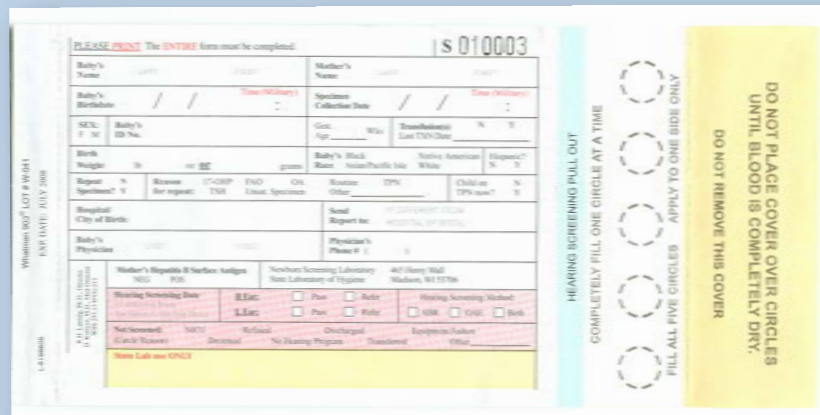 PLEASE PRINT The ENTIRE form must be completed.
S 010003
Baby's Name
Mother's Name
Baby's Birthdate / /
Time (Military) :
Specimen Collection Date / /
Time (Military) :
SEX: F M
Baby's ID No.
Gest. Age Wks
Transfusion(s) N Y
Last TXN Date
Birth Weight lb oz or grams
Baby's Race: Black Native American
Asian/Pacific Isle White
Hispanic? N Y
Repeat Specimen? N Y
Reason for repeat: 17-OHP
TSH Unsat. Specimen
Routine TPN
Other
Child on TPN now? N Y
Hospital
City of Birth:
Send Report to:
Baby's Physician
Physician's Phone # (
Mother's Hepatitis B Surface Antigen
NEG POS
Newborn Screening Laboratory
State Laboratory of Hygiene
465 Henry Mall
Madison, WI 53706
Hearing Screening Date
R Ear: Pass Refer
L Ear: Pass Refer
Hearing Screening Method:
ABR OAE Both
Not Screened: NICU Refused Discharged Equipment Failure
(Circle Reason) Deceased No Hearing Program Transferred Other
State Lab use ONLY
Whatman 903 LOT # W-041
EXP. DATE: JULY 2008
HEARING SCREENING PULL OUT
COMPLETELY FILL ONE CIRCLE AT A TIME
FILL ALL FIVE CIRCLES APPLY TO ONE SIDE ONLY
DO NOT PLACE COVER OVER CIRCLES
UNTIL BLOOD IS COMPLETELY DRY.
DO NOT REMOVE THIS COVER